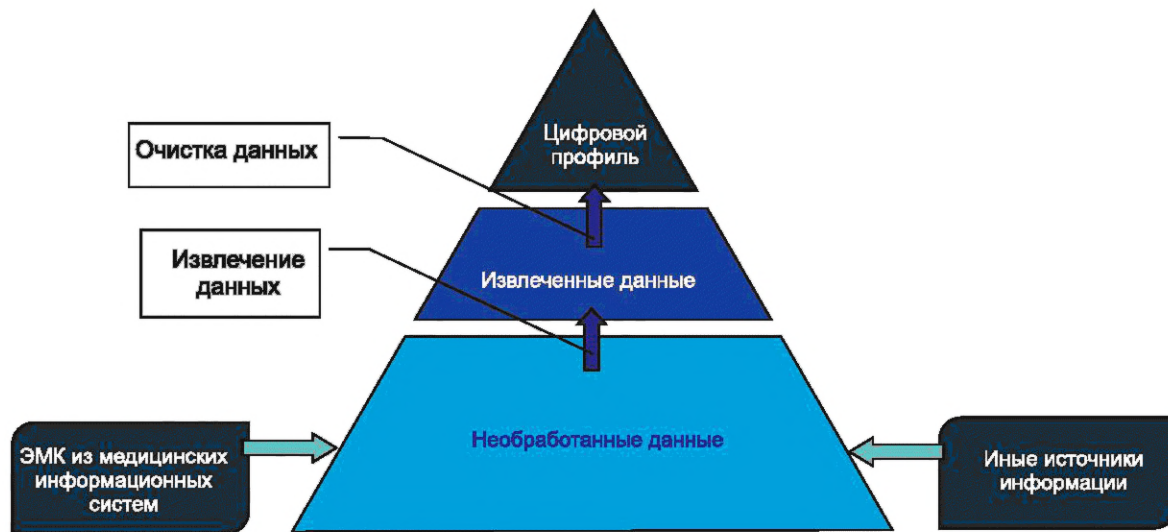 Цифровой
профиль
Очистка данных
Извлечение
данных
Извлеченные данные
Необработанные данные
ЭМК из медицинских
информационных
систем
Иные источники
информации